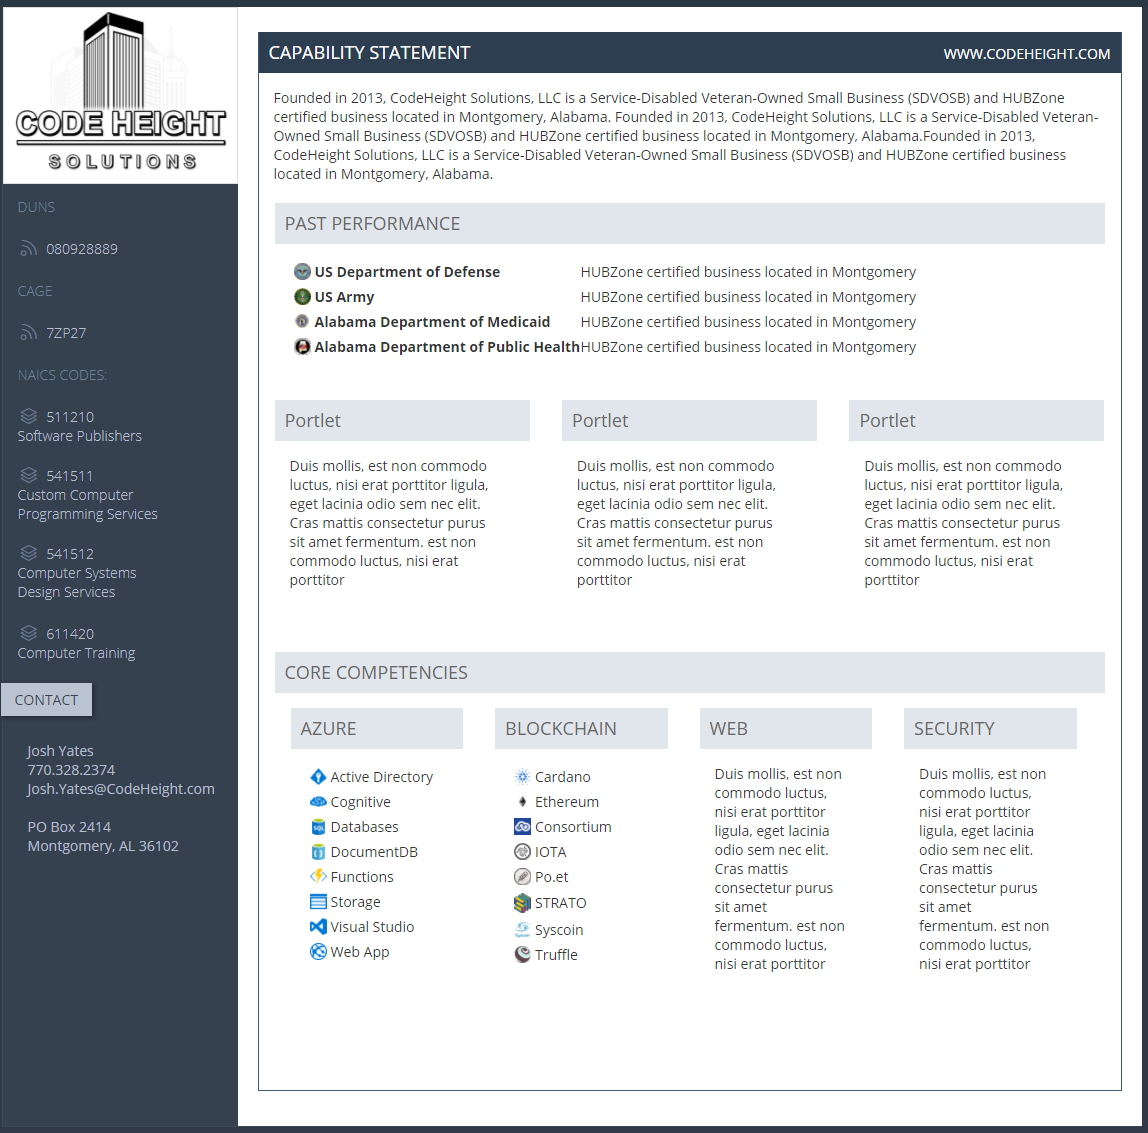 CODE HEIGHT
SOLUTIONS
DUNS
080928889
CAGE
7ZP27
NAICS CODES:
511210
Software Publishers
541511
Custom Computer
Programming Services
541512
Computer Systems
Design Services
611420
Computer Training
CONTACT
Josh Yates
770.328.2374
Josh.Yates@CodeHeight.com
PO Box 2414
Montgomery, AL 36102
CAPABILITY STATEMENT
WWW.CODEHEIGHT.COM
Founded in 2013, CodeHeight Solutions, LLC is a Service-Disabled Veteran-Owned Small Business (SDVOSB) and HUBZone
certified business located in Montgomery, Alabama. Founded in 2013, CodeHeight Solutions, LLC is a Service-Disabled Veteran-
Owned Small Business (SDVOSB) and HUBZone certified business located in Montgomery, Alabama.Founded in 2013,
CodeHeight Solutions, LLC is a Service-Disabled Veteran-Owned Small Business (SDVOSB) and HUBZone certified business
located in Montgomery, Alabama.
PAST PERFORMANCE
US Department of Defense HUBZone certified business located in Montgomery
US Army HUBZone certified business located in Montgomery
Alabama Department of Medicaid HUBZone certified business located in Montgomery
Alabama Department of Public Health HUBZone certified business located in Montgomery
Portlet
Duis mollis, est non commodo
luctus, nisi erat porttitor ligula,
eget lacinia odio sem nec elit.
Cras mattis consectetur purus
sit amet fermentum. est non
commodo luctus, nisi erat
porttitor
Portlet
Duis mollis, est non commodo
luctus, nisi erat porttitor ligula,
eget lacinia odio sem nec elit.
Cras mattis consectetur purus
sit amet fermentum. est non
commodo luctus, nisi erat
porttitor
Portlet
Duis mollis, est non commodo
luctus, nisi erat porttitor ligula,
eget lacinia odio sem nec elit.
Cras mattis consectetur purus
sit amet fermentum. est non
commodo luctus, nisi erat
porttitor
CORE COMPETENCIES
AZURE
Active Directory
Cognitive
Databases
DocumentDB
Functions
Storage
Visual Studio
Web App
BLOCKCHAIN
Cardano
Ethereum
Consortium
IOTA
Po.et
STRATO
Syscoin
Truffle
WEB
Duis mollis, est non
commodo luctus,
nisi erat porttitor
ligula, eget lacinia
odio sem nec elit.
Cras mattis
consectetur purus
sit amet
fermentum. est non
commodo luctus,
nisi erat porttitor
SECURITY
Duis mollis, est non
commodo luctus,
nisi erat porttitor
ligula, eget lacinia
odio sem nec elit.
Cras mattis
consectetur purus
sit amet
fermentum. est non
commodo luctus,
nisi erat porttitor